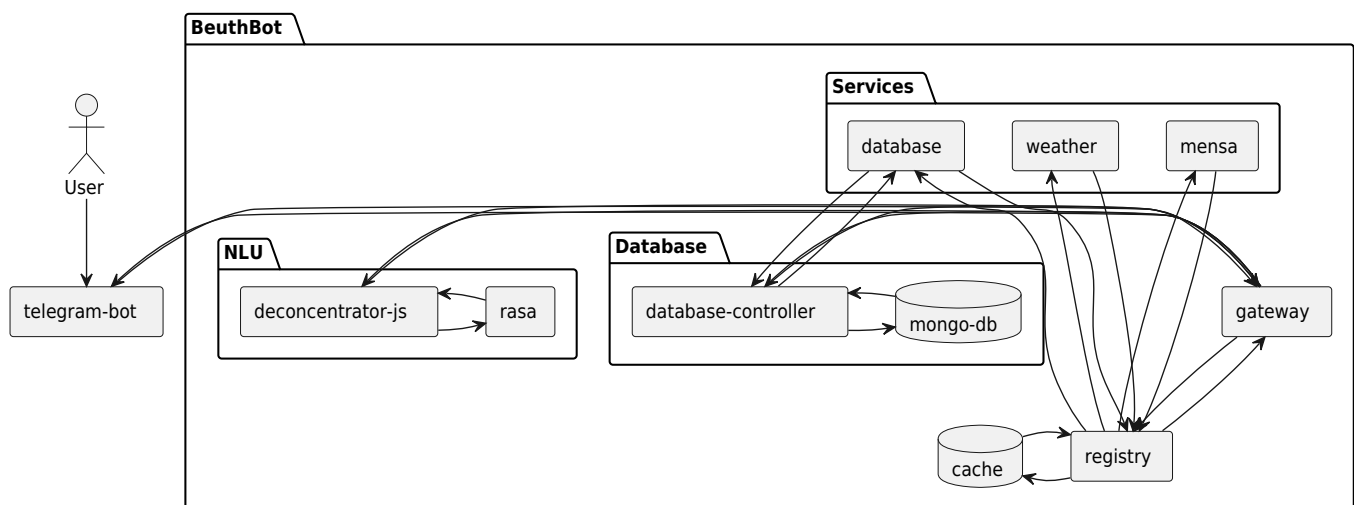 BeuthBot
Services
database
weather
mensa
User
NLU
Database
telegram-bot
deconcentrator-js
rasa
database-controller
mongo-db
gateway
cache
registry